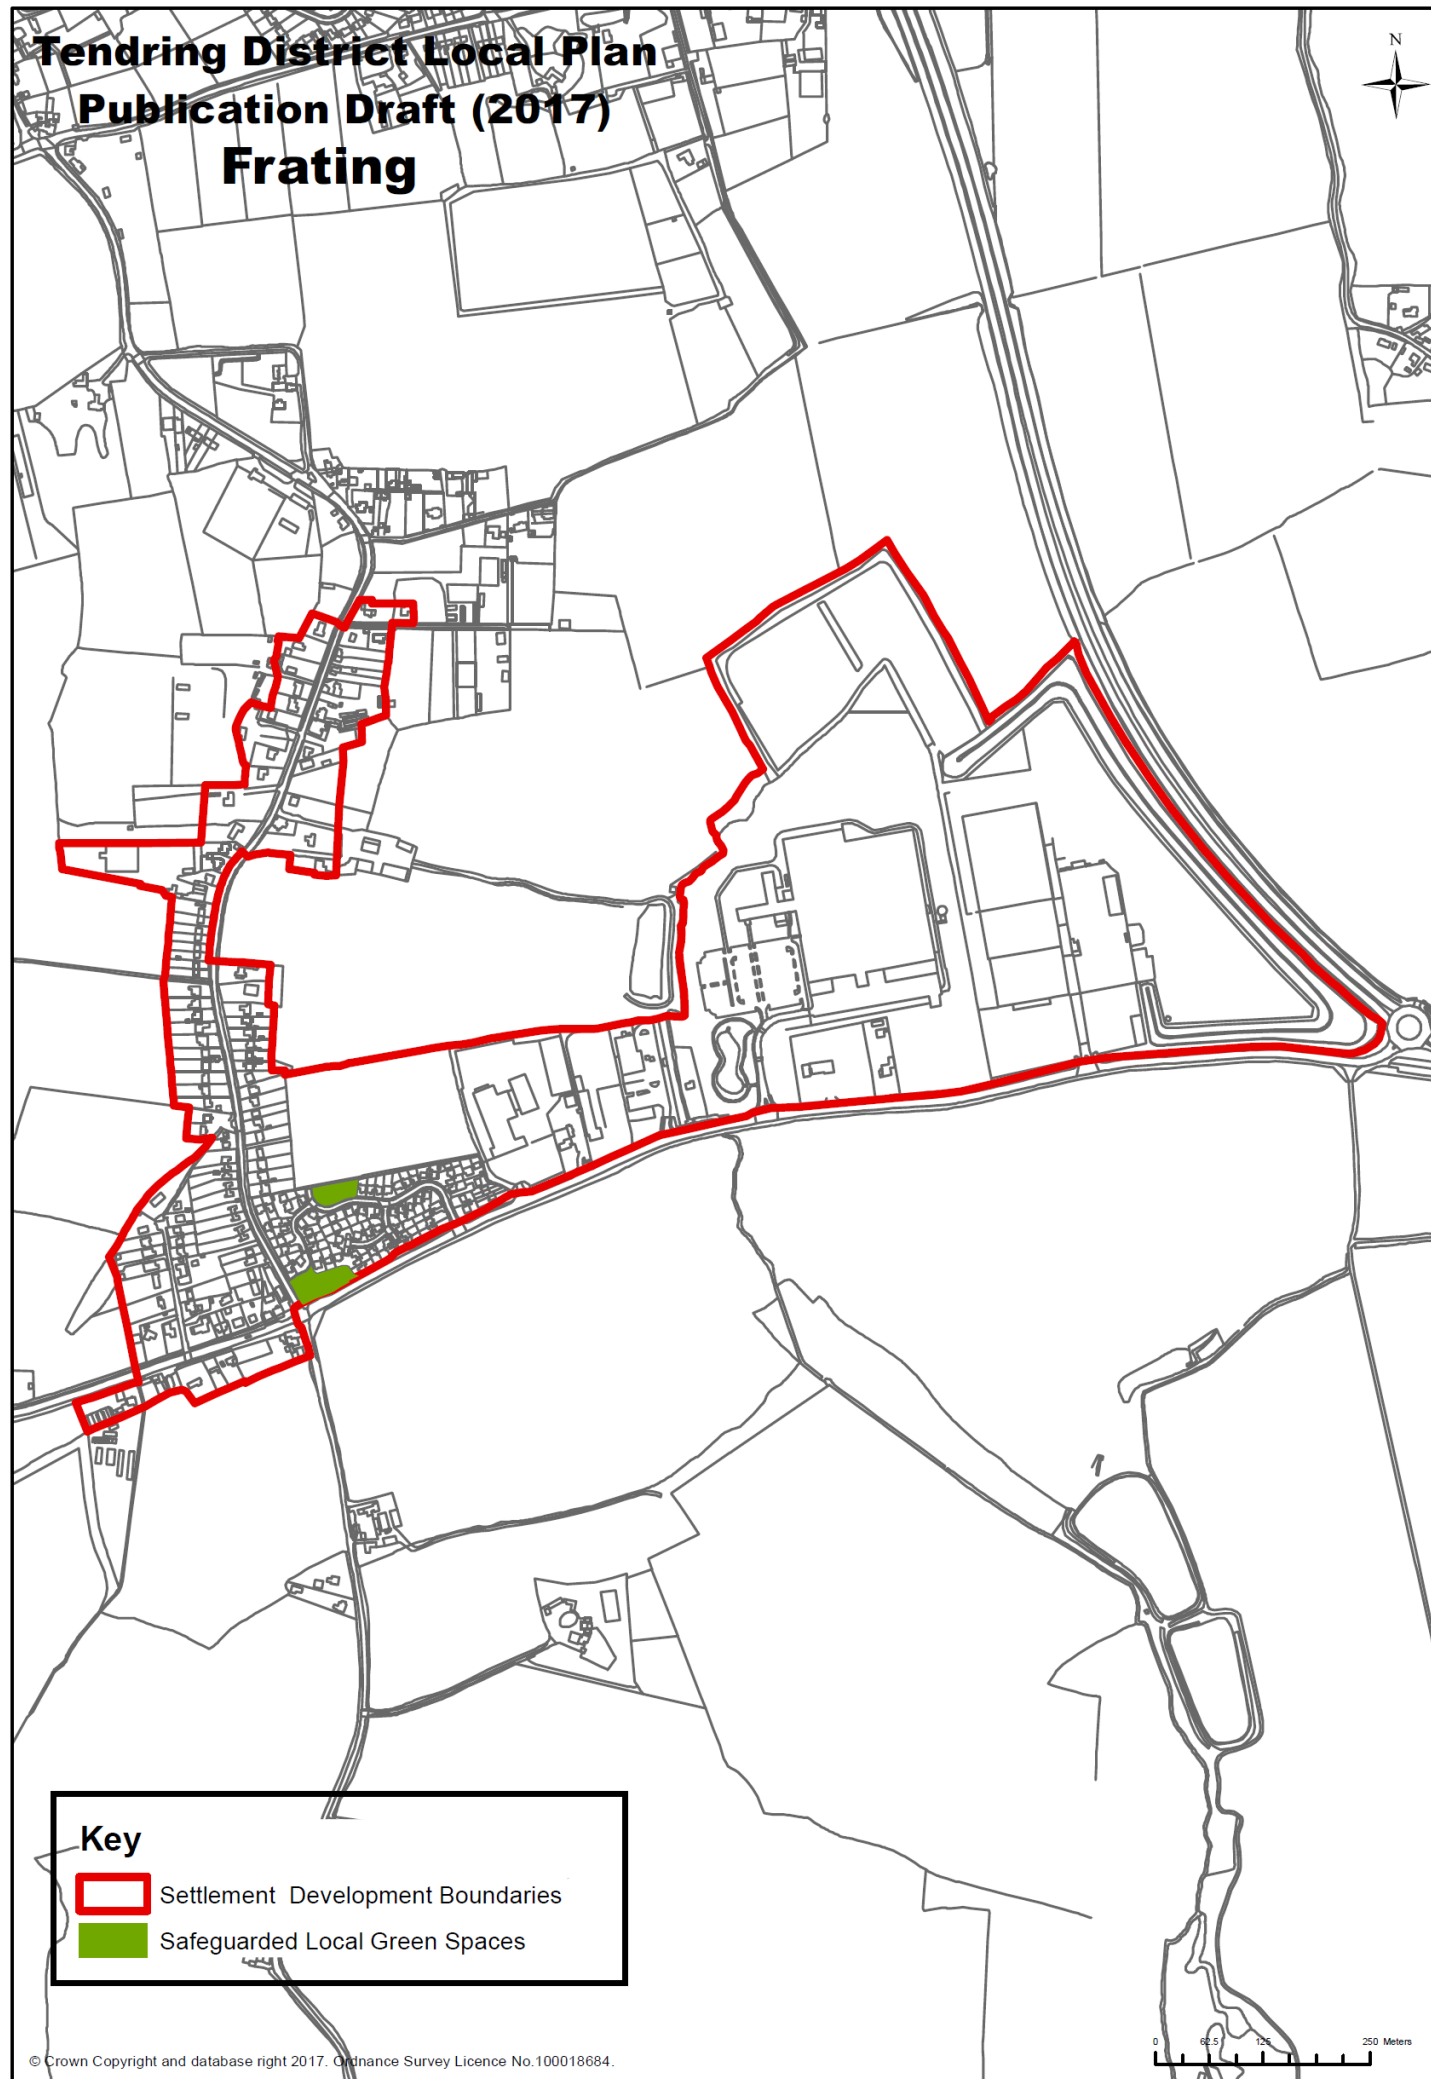 Tendring District Local Plan
Publication Draft (2017)
Frating
N
Key
Settlement Development Boundaries
Safeguarded Local Green Spaces
© Crown Copyright and database right 2017. Ordnance Survey Licence No.100018684.
0 62.5 125 250 Meters